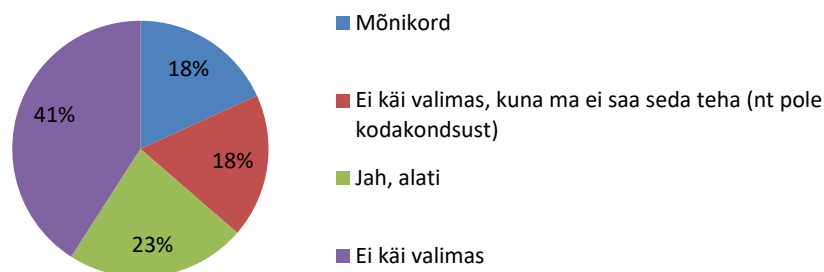 18%
18%
23%
41%
Mõnikord
Ei käi valimas, kuna ma ei saa seda teha (nt pole
kodakondsust)
Jah, alati
Ei käi valimas